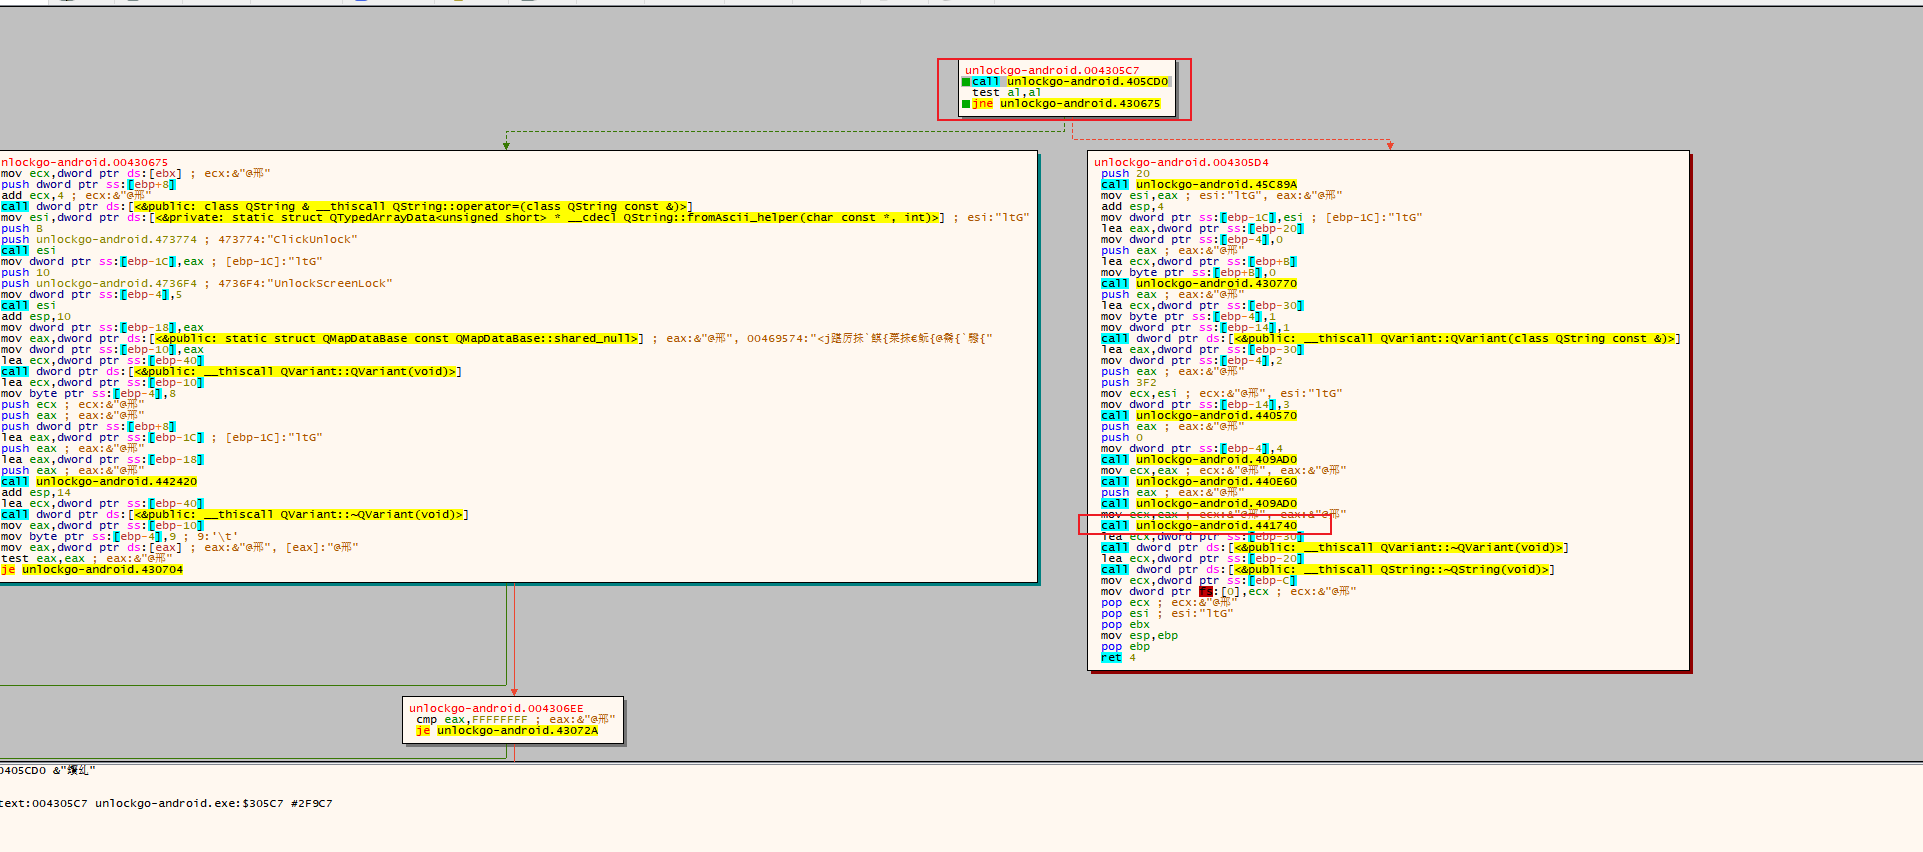 unlockgo-android.004305C7
call unlockgo-android.405CD0
test al,al
jne unlockgo-android.430675
nlockgo-android.00430675
mov ecx,dword ptr ds:[ebx] ; ecx:&"@邢"
push dword ptr ss:[ebp+8]
add ecx,4 ; ecx:&"@邢"
call dword ptr ds:[<&public: class QString & __thiscall QString::operator=(class QString const &)>]
mov esi,dword ptr ds:[<&private: static struct QTypedArrayData<unsigned short> * __cdecl QString::fromAscii_helper(char const *, int)>] ; esi:"ltG"
push B
push unlockgo-android.473774 ; 473774:"ClickUnlock"
call esi
mov dword ptr ss:[ebp-1C],eax ; [ebp-1C]:"ltG"
push 10
push unlockgo-android.4736F4 ; 4736F4:"UnlockScreenLock"
mov dword ptr ss:[ebp-4],5
call esi
add esp,10
mov dword ptr ss:[ebp-18],eax
mov eax,dword ptr ds:[<&public: static struct QMapDataBase const QMapDataBase::shared_null>] ; eax:&"@邢", 00469574:"<j
mov dword ptr ss:[ebp-10],eax
lea ecx,dword ptr ss:[ebp-40]
call dword ptr ds:[<&public: __thiscall QVariant::QVariant(void)>]
lea ecx,dword ptr ss:[ebp-10]
mov byte ptr ss:[ebp-4],8
push ecx ; ecx:&"@邢"
push eax ; eax:&"@邢"
push dword ptr ss:[ebp+8]
lea eax,dword ptr ss:[ebp-1C] ; [ebp-1C]:"ltG"
push eax ; eax:&"@邢"
lea eax,dword ptr ss:[ebp-18]
push eax ; eax:&"@邢"
call unlockgo-android.442420
add esp,14
lea ecx,dword ptr ss:[ebp-40]
call dword ptr ds:[<&public: __thiscall QVariant::~QVariant(void)>]
mov eax,dword ptr ss:[ebp-10]
mov byte ptr ss:[ebp-4],9 ; 9:'\t'
mov eax,dword ptr ds:[eax] ; eax:&"@邢", [eax]:"@邢"
test eax,eax ; eax:&"@邢"
je unlockgo-android.430704
unlockgo-android.004305D4
push 20
call unlockgo-android.45C89A
mov esi,eax ; esi:"ltG", eax:&"@邢"
add esp,4
mov dword ptr ss:[ebp-1C],esi ; [ebp-1C]:"ltG"
lea eax,dword ptr ss:[ebp-20]
mov dword ptr ss:[ebp-4],0
push eax ; eax:&"@邢"
lea ecx,dword ptr ss:[ebp+8]
mov byte ptr ss:[ebp+8],0
call unlockgo-android.430770
push eax ; eax:&"@邢"
lea ecx,dword ptr ss:[ebp-30]
mov byte ptr ss:[ebp-4],1
mov dword ptr ss:[ebp-14],1
call dword ptr ds:[<&public: __thiscall QVariant::QVariant(class QString const &)>]
lea eax,dword ptr ss:[ebp-30]
mov dword ptr ss:[ebp-4],2
push eax ; eax:&"@邢"
push 3F2
mov ecx,esi ; ecx:&"@邢", esi:"ltG"
mov dword ptr ss:[ebp-14],3
call unlockgo-android.440570
push eax ; eax:&"@邢"
push 0
mov dword ptr ss:[ebp-4],4
call unlockgo-android.409AD0
mov ecx,eax ; ecx:&"@邢", eax:&"@邢"
call unlockgo-android.440E60
push eax ; eax:&"@邢"
call unlockgo-android.409AD0
mov ecx,eax ; ecx:&"@邢", eax:&"@邢"
call unlockgo-android.441740
lea ecx,dword ptr ss:[ebp-30]
call dword ptr ds:[<&public: __thiscall QVariant::~QVariant(void)>]
lea ecx,dword ptr ss:[ebp-20]
call dword ptr ds:[<&public: __thiscall QString::~QString(void)>]
mov ecx,dword ptr ss:[ebp-C]
mov dword ptr fs:[0],ecx ; ecx:&"@邢"
pop ecx ; ecx:&"@邢"
pop esi ; esi:"ltG"
pop ebx
mov esp,ebp
pop ebp
ret 4
unlockgo-android.004306EE
cmp eax,FFFFFFFF ; eax:&"@邢"
je unlockgo-android.43072A
0405CD0
text:004305C7 unlockgo-android.exe:$305C7 #2F9C7